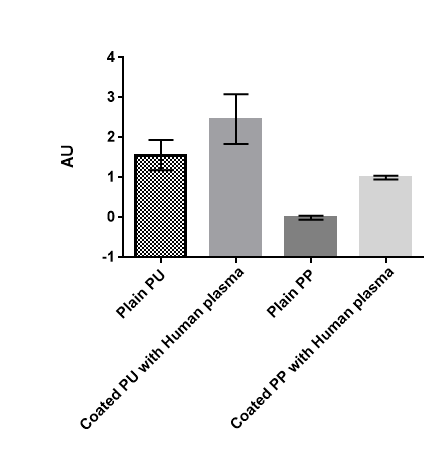 4
3
2
1
0
-1
AU
Plain PU
Coated PU with Human plasma
Plain PP
Coated PP with Human plasma